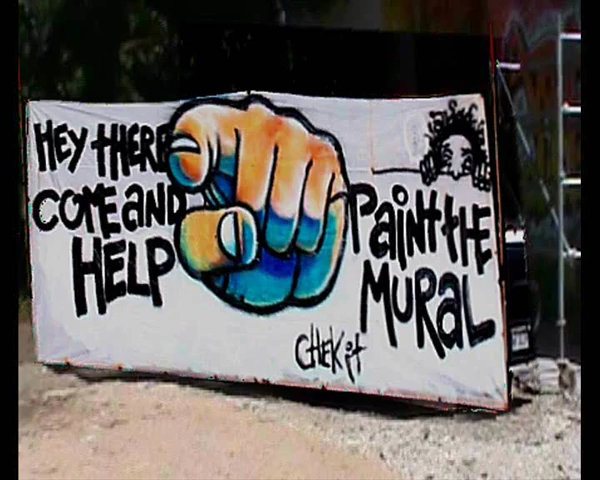 HEY THERE
COME AND
HELP
PAiNT THE
MURAL
CHEK it